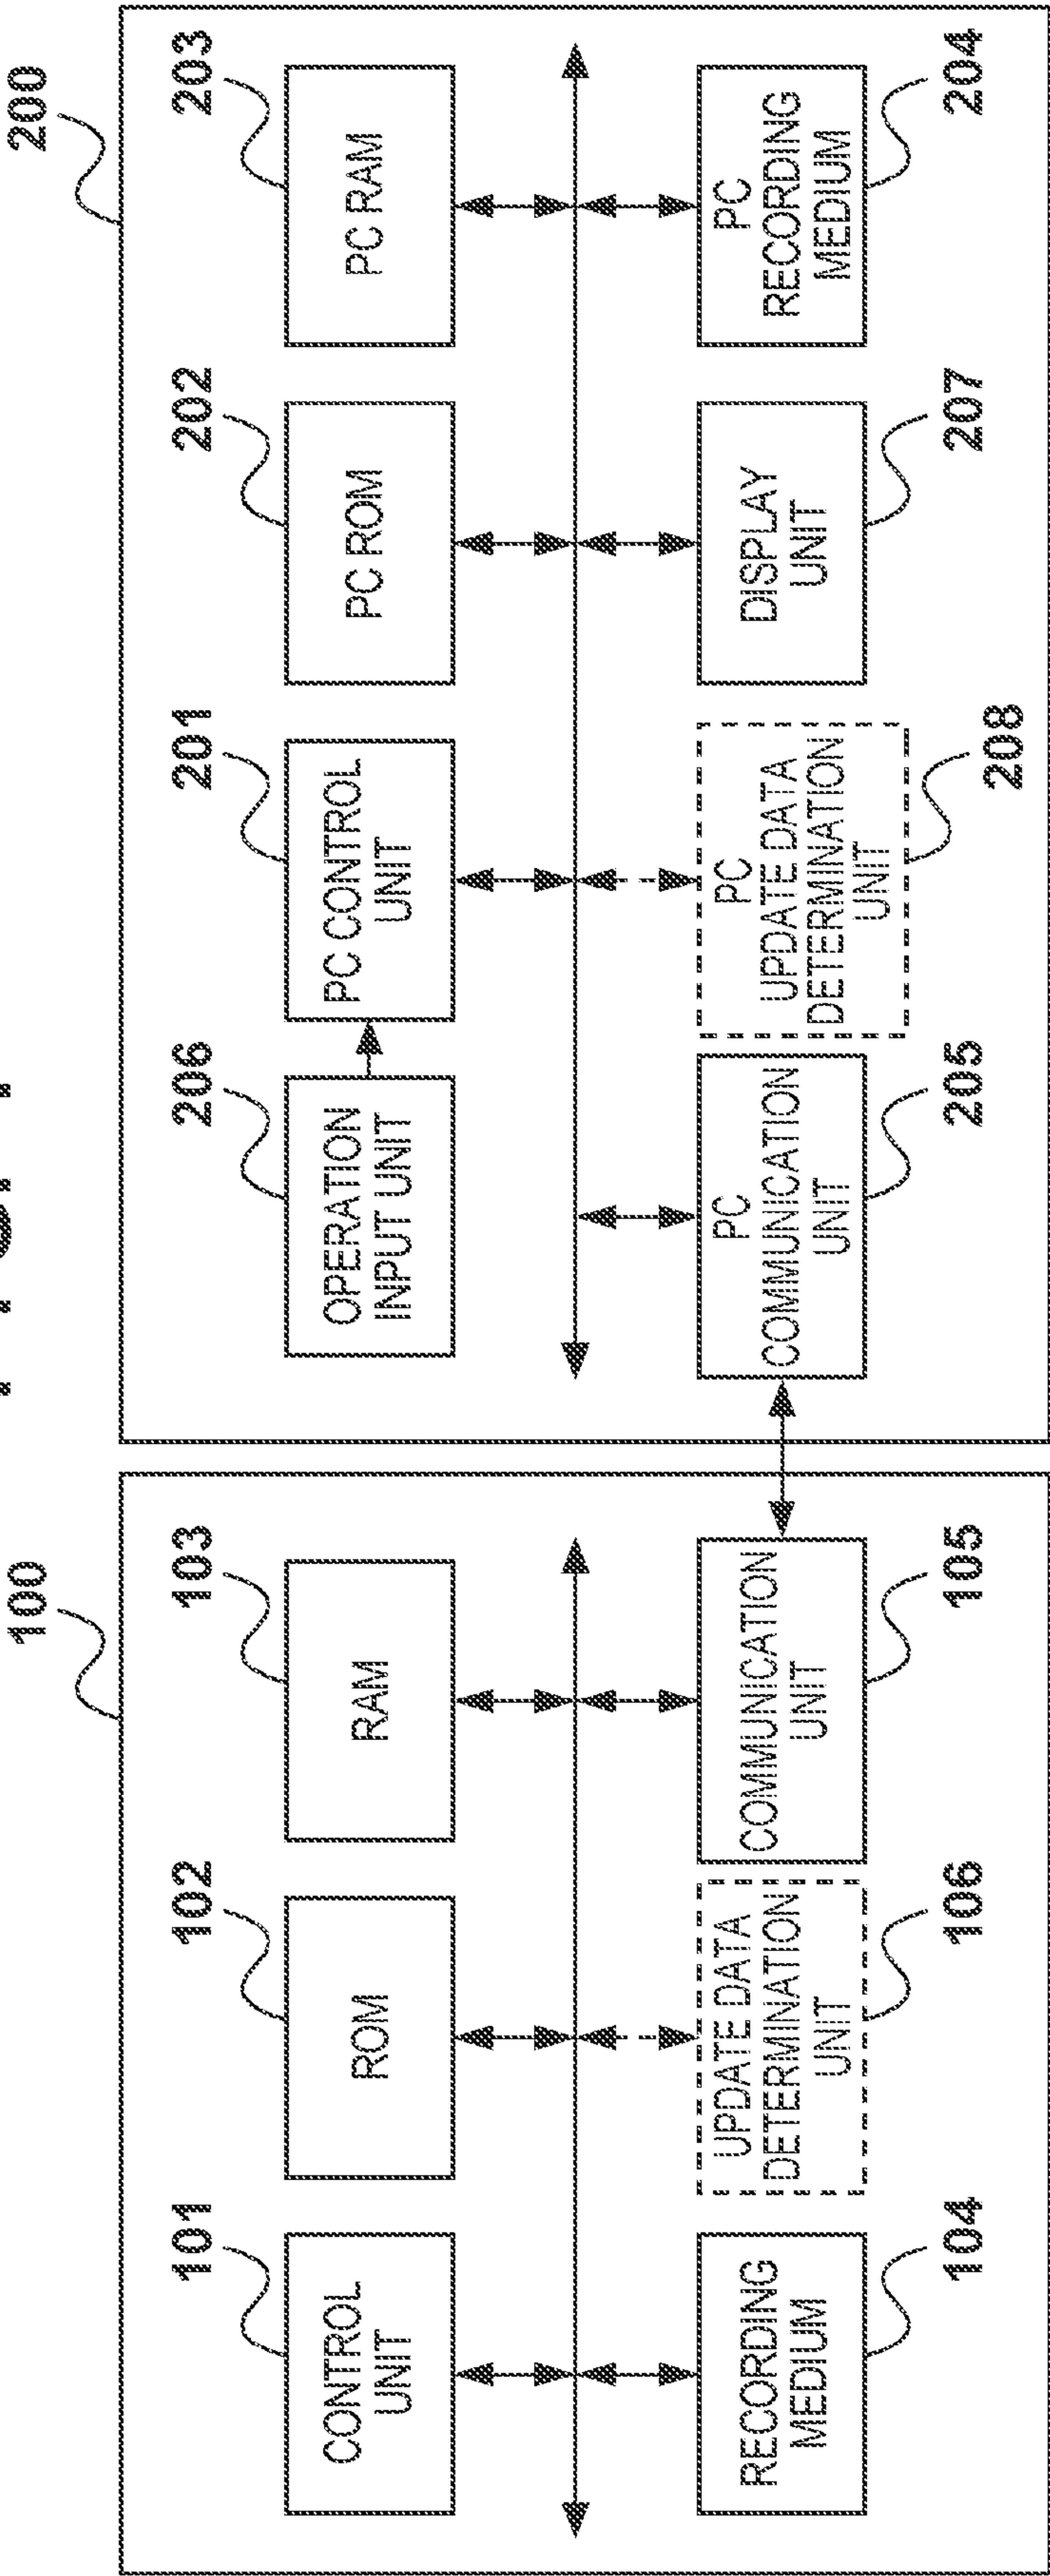 100
200
101
102
103
206
201
202
203
CONTROL
UNIT
ROM
RAM
OPERATION
INPUT UNIT
PC CONTROL
UNIT
PC ROM
PC RAM
RECORDING
MEDIUM
UPDATE DATA
DETERMINATION
UNIT
COMMUNICATION
UNIT
PC
COMMUNICATION
UNIT
PC
UPDATE DATA
DETERMINATION
UNIT
DISPLAY
UNIT
PC
RECORDING
MEDIUM
104
106
105
205
208
207
204